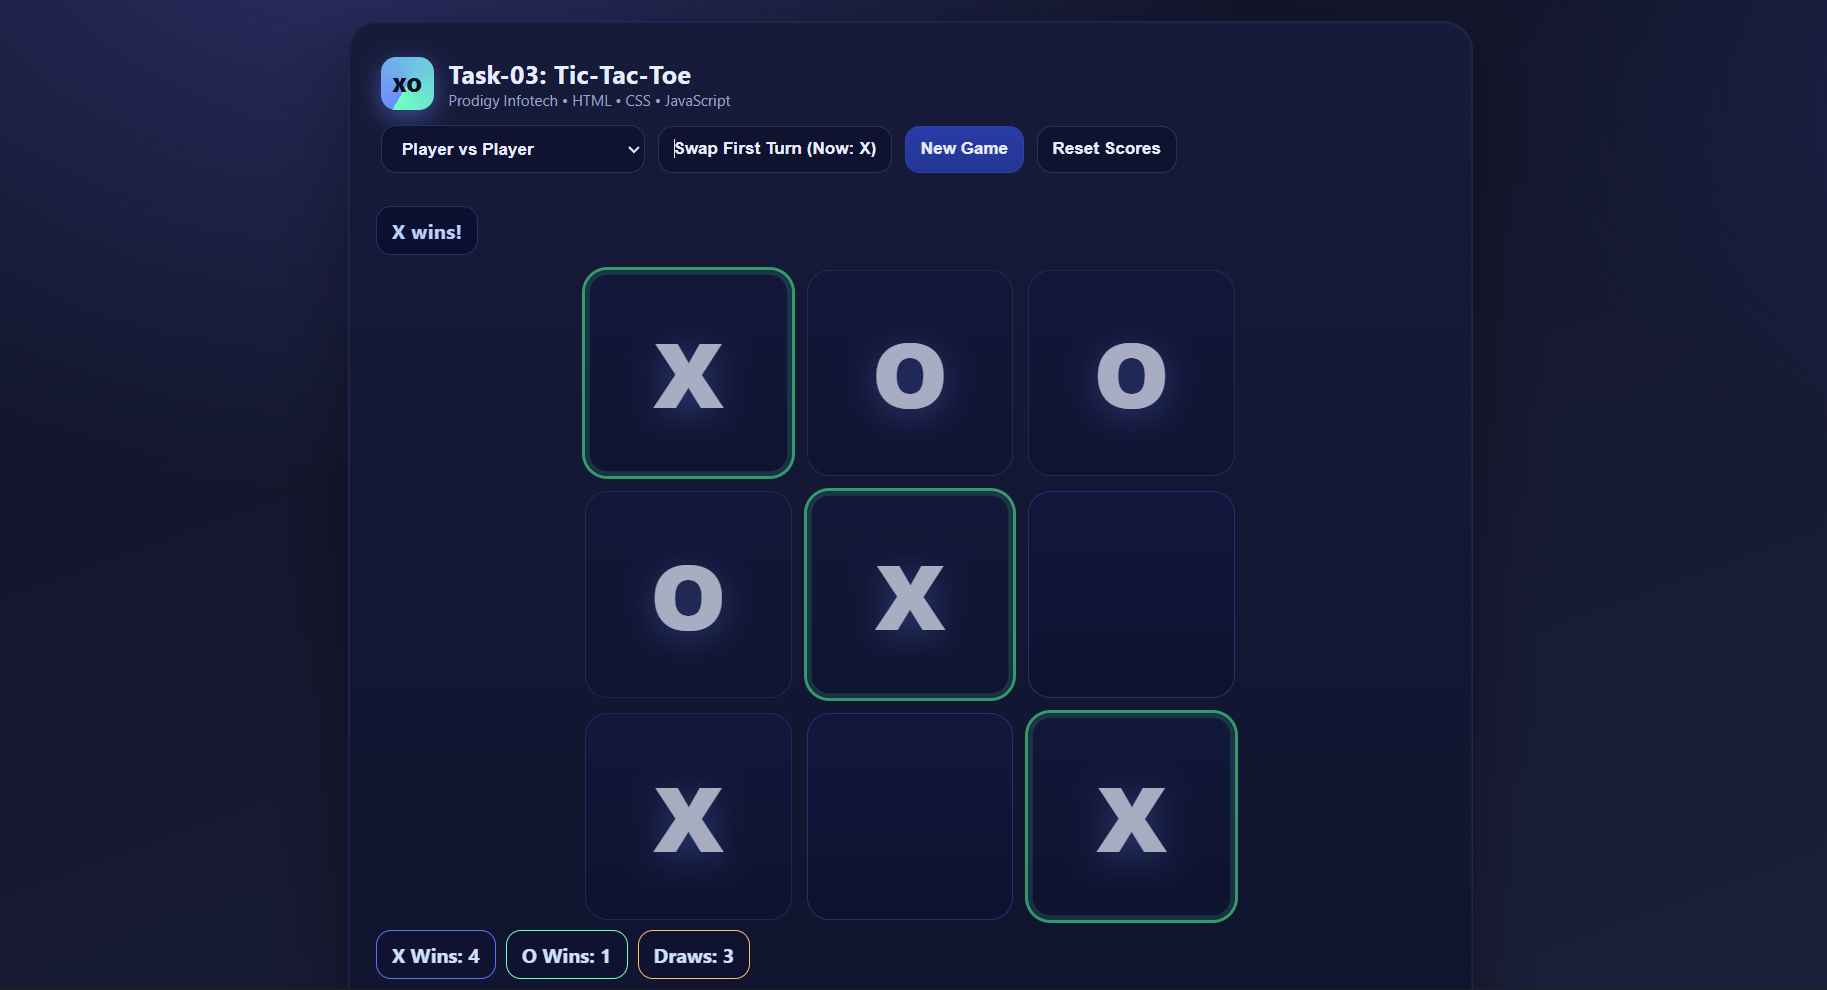 XO
Task-03: Tic-Tac-Toe
Prodigy Infotech • HTML • CSS • JavaScript
Player vs Player Swap First Turn (Now: X) New Game Reset Scores
X wins!
X O O
O X
X X
X Wins: 4 O Wins: 1 Draws: 3